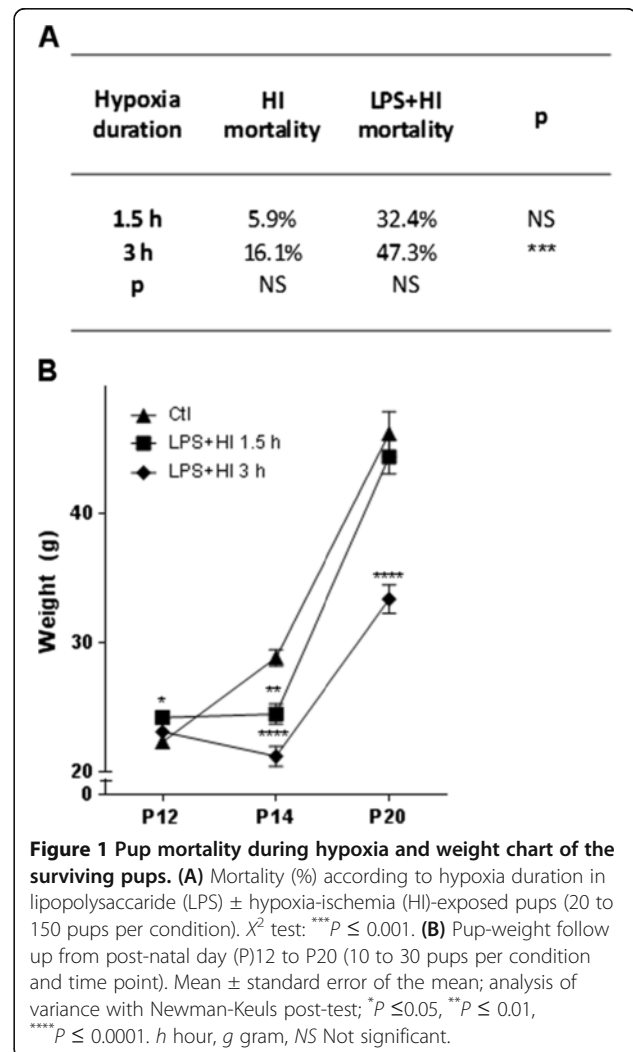 A
Hypoxia duration HI mortality LPS+HI mortality p
1.5 h 5.9% 32.4% NS
3 h 16.1% 47.3% ***
p NS NS
B
Ctl
LPS+HI 1.5 h
LPS+HI 3 h
Weight (g)
40
30
20
0
*
**
****
****
P12 P14 P20
Figure 1 Pup mortality during hypoxia and weight chart of the
surviving pups. (A) Mortality (%) according to hypoxia duration in
lipopolysaccaride (LPS) ± hypoxia-ischemia (HI)-exposed pups (20 to
150 pups per condition). X² test: ***P ≤ 0.001. (B) Pup-weight follow
up from post-natal day (P)12 to P20 (10 to 30 pups per condition
and time point). Mean ± standard error of the mean; analysis of
variance with Newman-Keuls post-test; *P ≤0.05, **P ≤ 0.01,
****P ≤ 0.0001. h hour, g gram, NS Not significant.